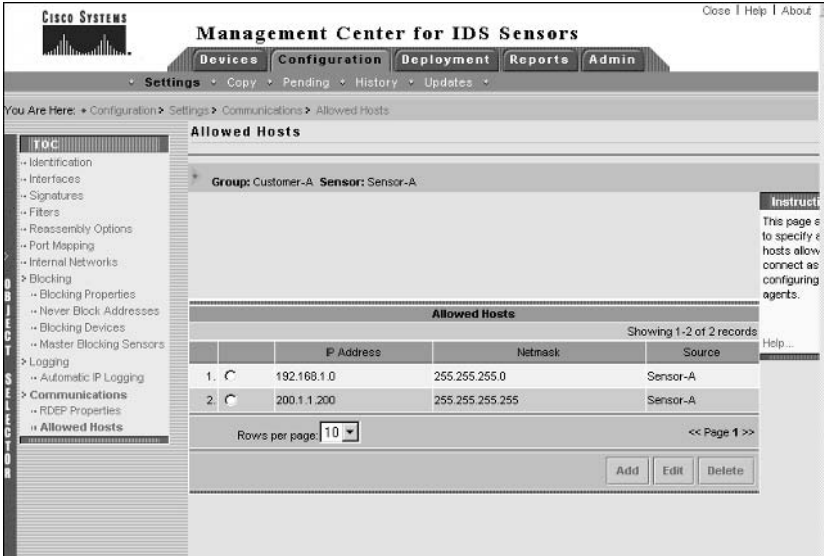 Close | Help | About
CISCO SYSTEMS
Management Center for IDS Sensors
Devices Configuration Deployment Reports Admin
Settings Copy Pending History Updates
You Are Here: Configuration > Settings > Communications > Allowed Hosts
Allowed Hosts
TOC
Identification
Interfaces
Signatures
Filters
Reassembly Options
Port Mapping
Internal Networks
> Blocking
Blocking Properties
Never Block Addresses
Blocking Devices
Master Blocking Sensors
> Logging
Automatic IP Logging
> Communications
RDEP Properties
Allowed Hosts
OBJECT SELECTOR
Group: Customer-A Sensor: Sensor-A
Allowed Hosts
Showing 1-2 of 2 records
IP Address Netmask Source
1. 192.168.1.0 255.255.255.0 Sensor-A
2. 200.1.1.200 255.255.255.255 Sensor-A
Rows per page: 10 << Page 1 >>
Add Edit Delete
Instructi
This page a
to specify a
hosts allow
connect as
configuring
agents.
Help...